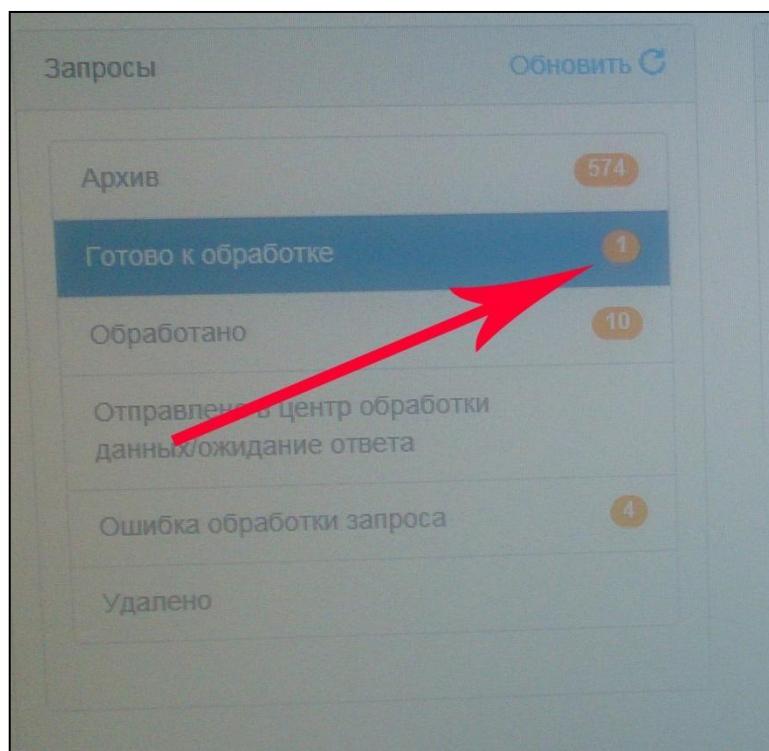 Запросы
Обновить
Архив
574
Готово к обработке
1
Обработано
10
Отправлено в центр обработки
данных/ожидание ответа
Ошибка обработки запроса
4
Удалено